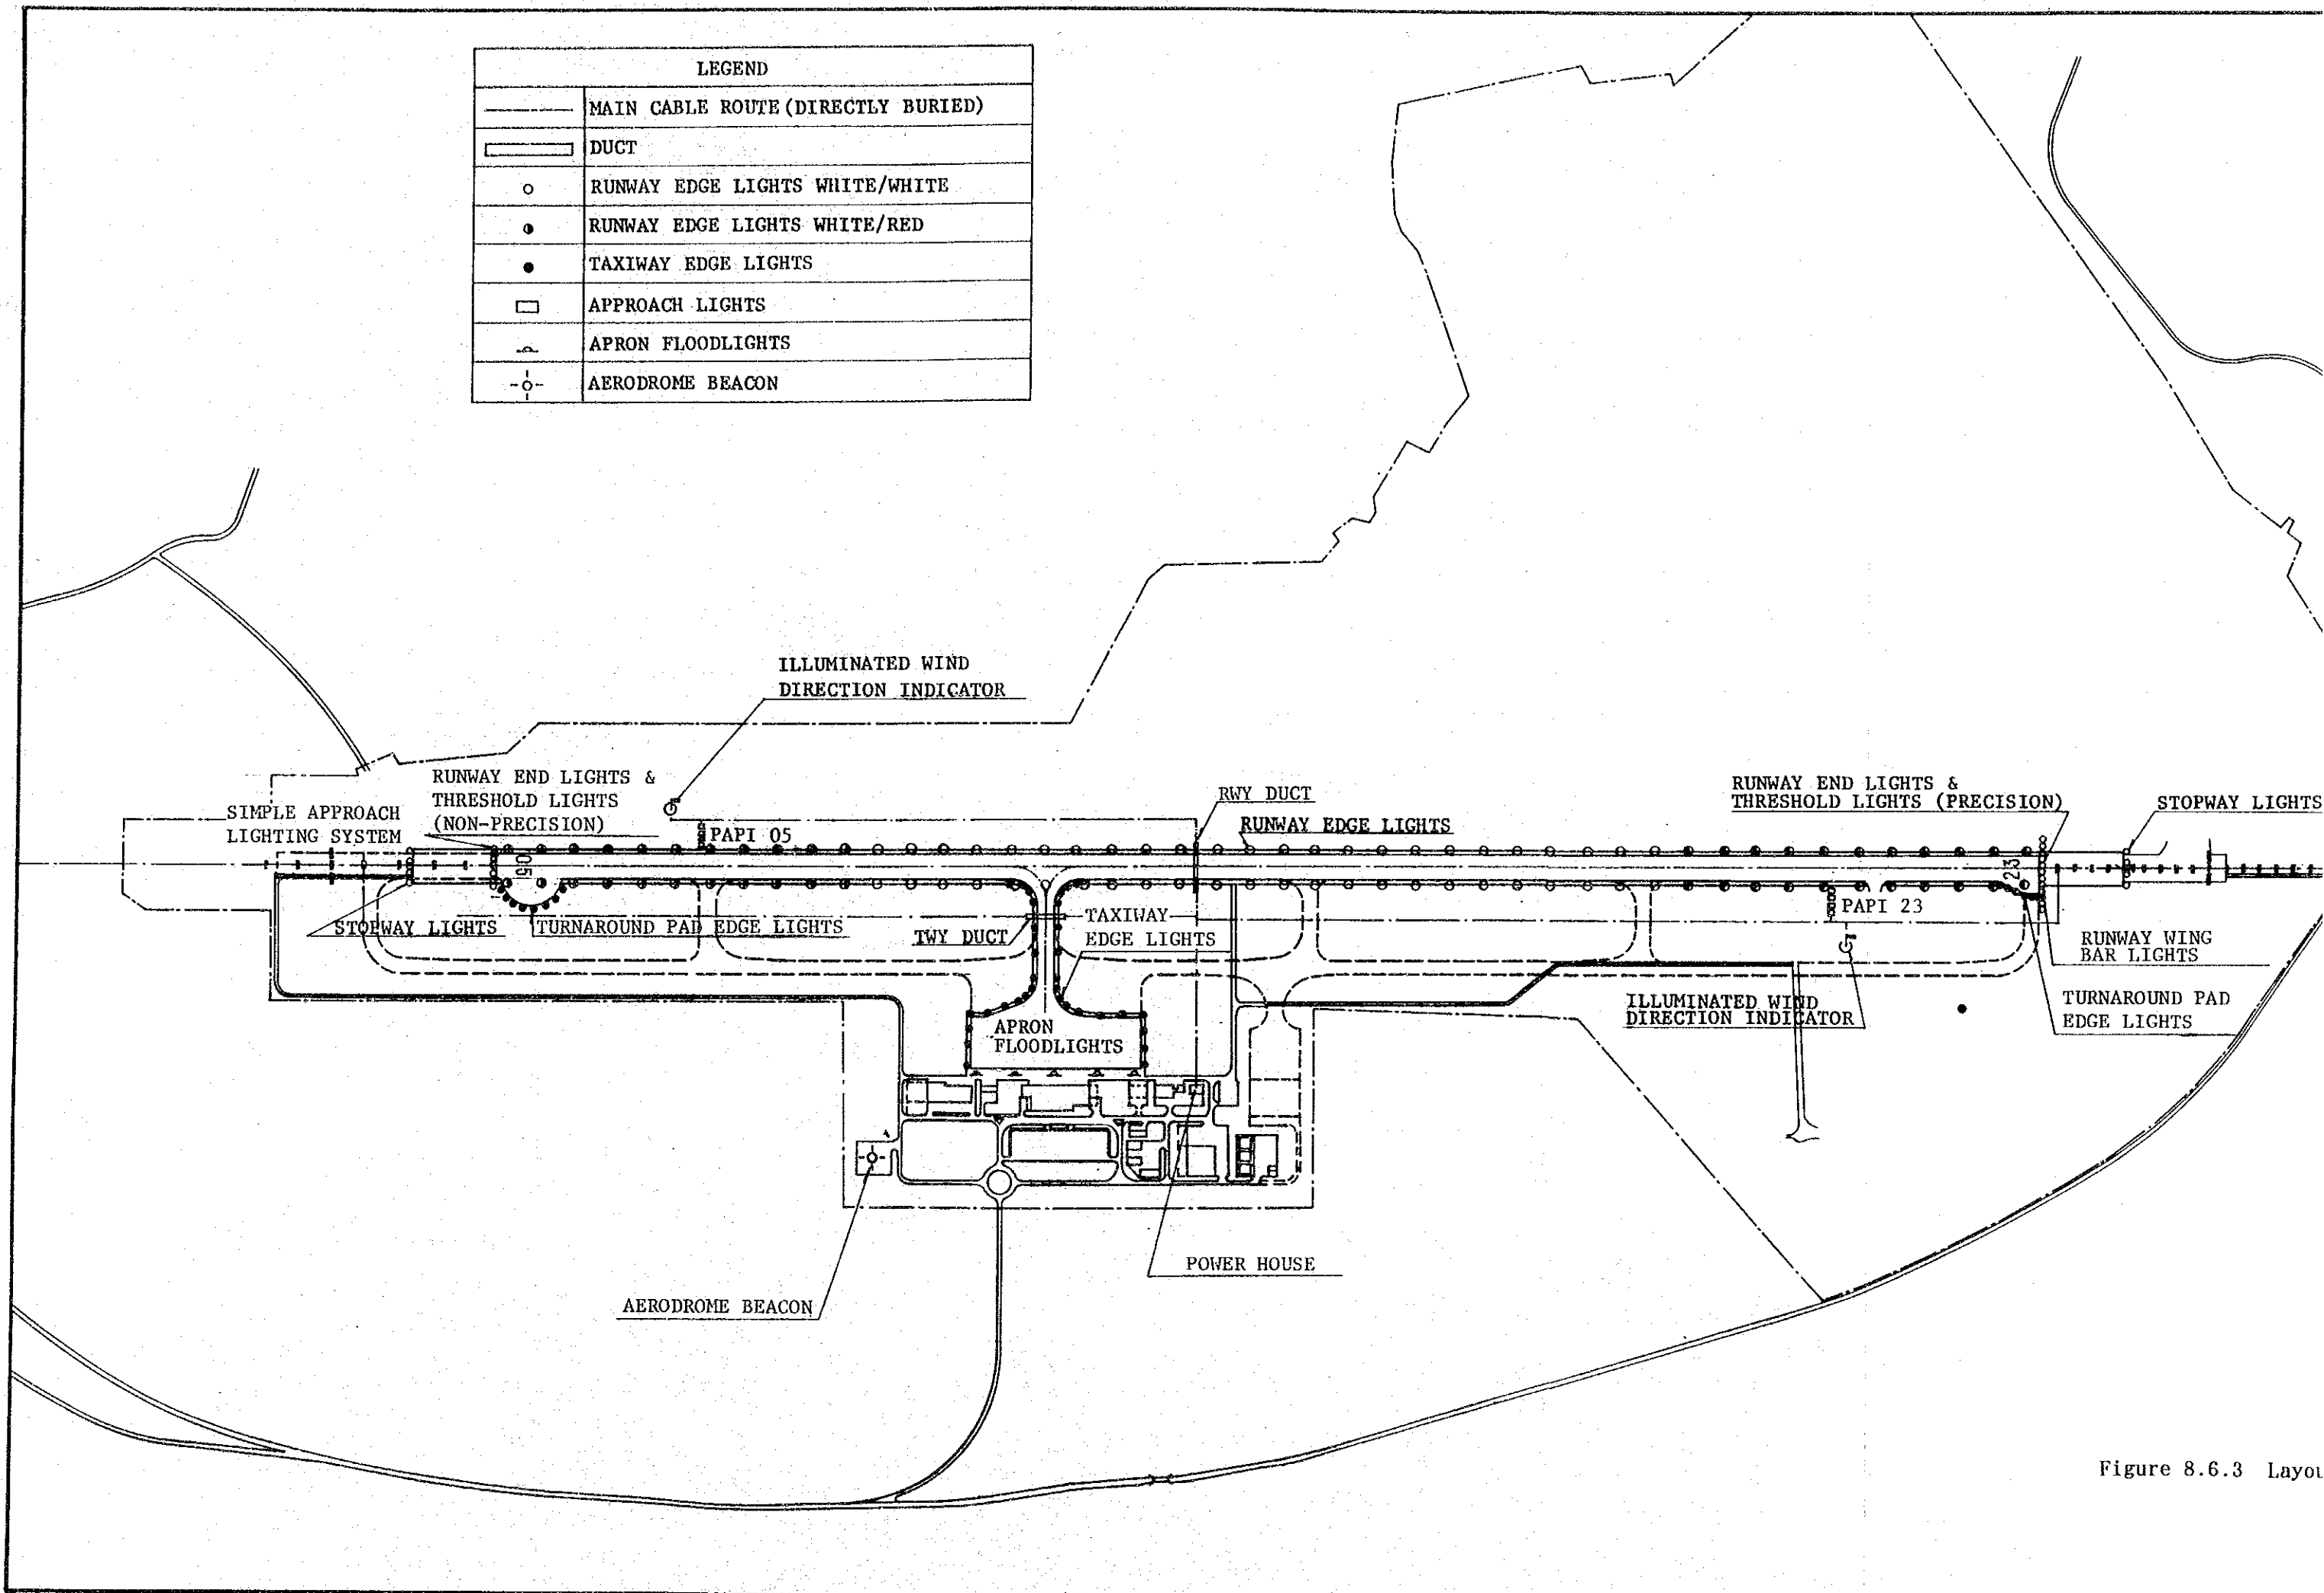 LEGEND
MAIN CABLE ROUTE (DIRECTLY BURIED)
DUCT
RUNWAY EDGE LIGHTS WHITE/WHITE
RUNWAY EDGE LIGHTS WHITE/RED
TAXIWAY EDGE LIGHTS
APPROACH LIGHTS
APRON FLOODLIGHTS
AERODROME BEACON
ILLUMINATED WIND
DIRECTION INDICATOR
RUNWAY END LIGHTS &
THRESHOLD LIGHTS
(NON-PRECISION)
SIMPLE APPROACH
LIGHTING SYSTEM
PAPI 05
RWY DUCT
RUNWAY EDGE LIGHTS
RUNWAY END LIGHTS &
THRESHOLD LIGHTS (PRECISION)
STOPWAY LIGHTS
05
23
STOPWAY LIGHTS
TURNAROUND PAD EDGE LIGHTS
TWY DUCT
TAXIWAY
EDGE LIGHTS
PAPI 23
RUNWAY WING
BAR LIGHTS
ILLUMINATED WIND
DIRECTION INDICATOR
TURNAROUND PAD
EDGE LIGHTS
APRON
FLOODLIGHTS
POWER HOUSE
AERODROME BEACON
Figure 8.6.3 Layou